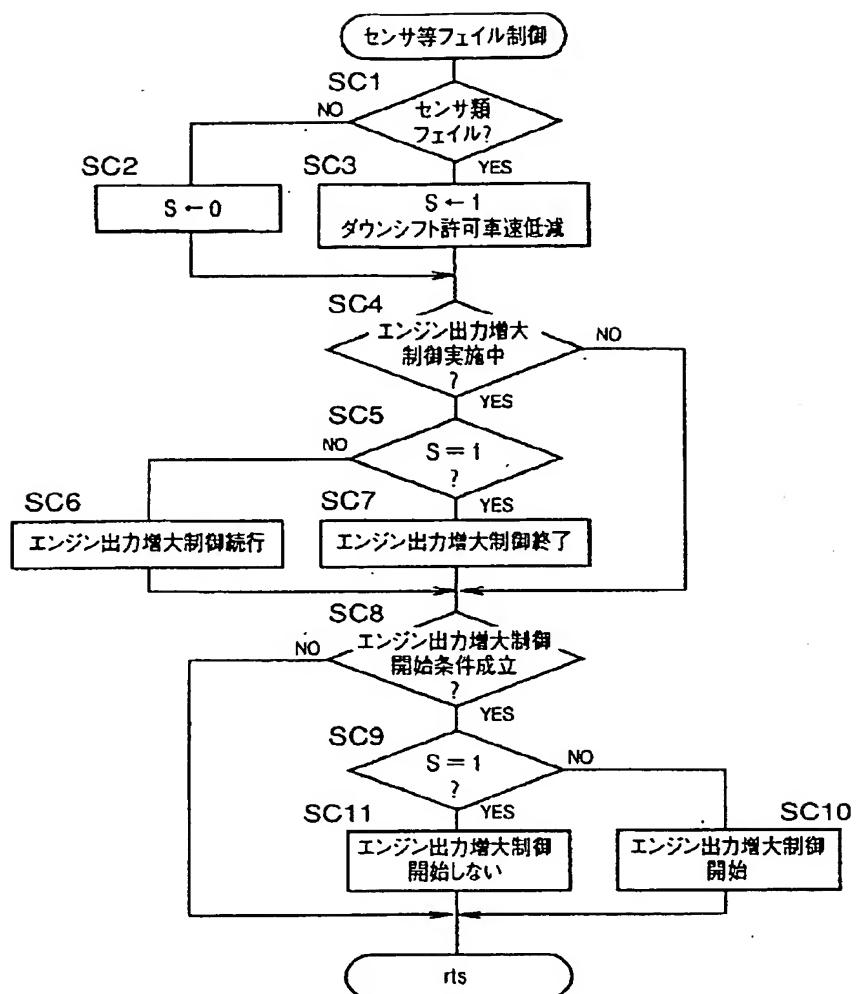 センサ等フェイル制御
SC1
センサ類
フェイル?
NO
YES
SC2
S←0
SC3
S←1
ダウンシフト許可車速低減
SC4
エンジン出力増大
制御実施中
?
NO
YES
SC5
S=1
?
NO
YES
SC6
エンジン出力増大制御続行
SC7
エンジン出力増大制御終了
SC8
エンジン出力増大制御
開始条件成立
?
NO
YES
SC9
S=1
?
NO
YES
SC11
エンジン出力増大制御
開始しない
SC10
エンジン出力増大制御
開始
rts